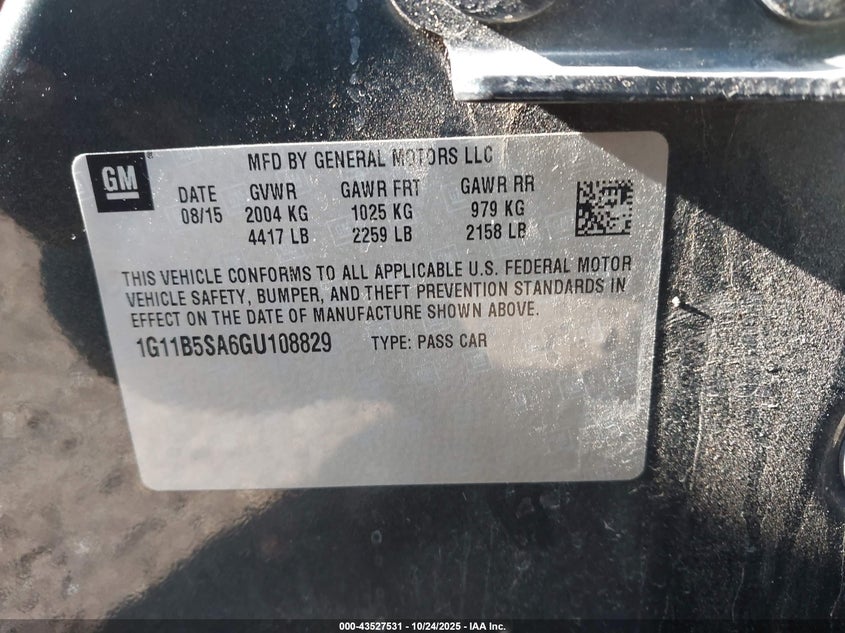 GM
MFD BY GENERAL MOTORS LLC
DATE GVWR GAWR FRT GAWR RR
08/15 2004 KG 1025 KG 979 KG
4417 LB 2259 LB 2158 LB
THIS VEHICLE CONFORMS TO ALL APPLICABLE U.S. FEDERAL MOTOR
VEHICLE SAFETY, BUMPER, AND THEFT PREVENTION STANDARDS IN
EFFECT ON THE DATE OF MANUFACTURE SHOWN ABOVE.
1G11B5SA6GU108829 TYPE: PASS CAR
000-43527531 - 10/24/2025 - IAA Inc.